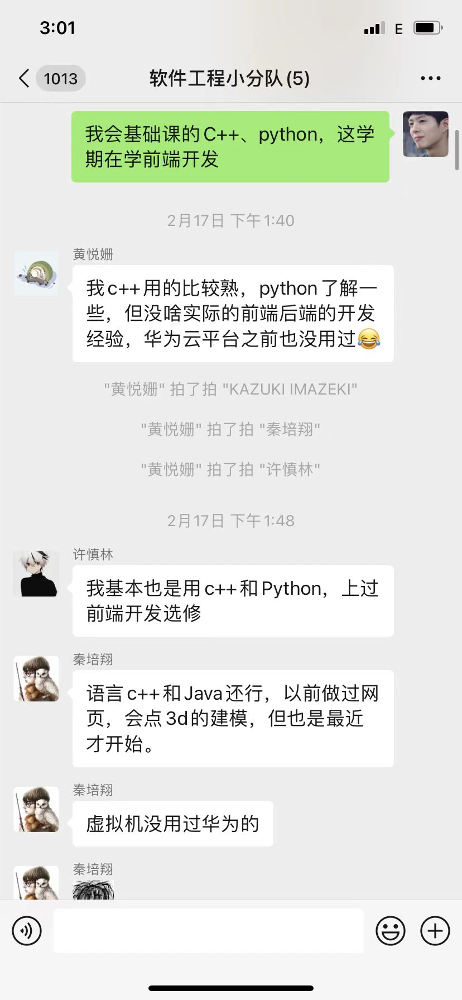 3:01
E
1013
软件工程小分队(5)
我会基础课的C++、python，这学
期在学前端开发
2月17日 下午1:40
黄悦姗
我c++用的比较熟，python了解一
些，但没啥实际的前端后端的开发
经验，华为云平台之前也没用过😂
"黄悦姗" 拍了拍 "KAZUKI IMAZEKI"
"黄悦姗" 拍了拍 "秦培翔"
"黄悦姗" 拍了拍 "许慎林"
2月17日 下午1:48
许慎林
我基本也是用c++和Python，上过
前端开发选修
秦培翔
语言c++和Java还行，以前做过网
页，会点3d的建模，但也是最近
才开始。
秦培翔
虚拟机没用过华为的
秦培翔